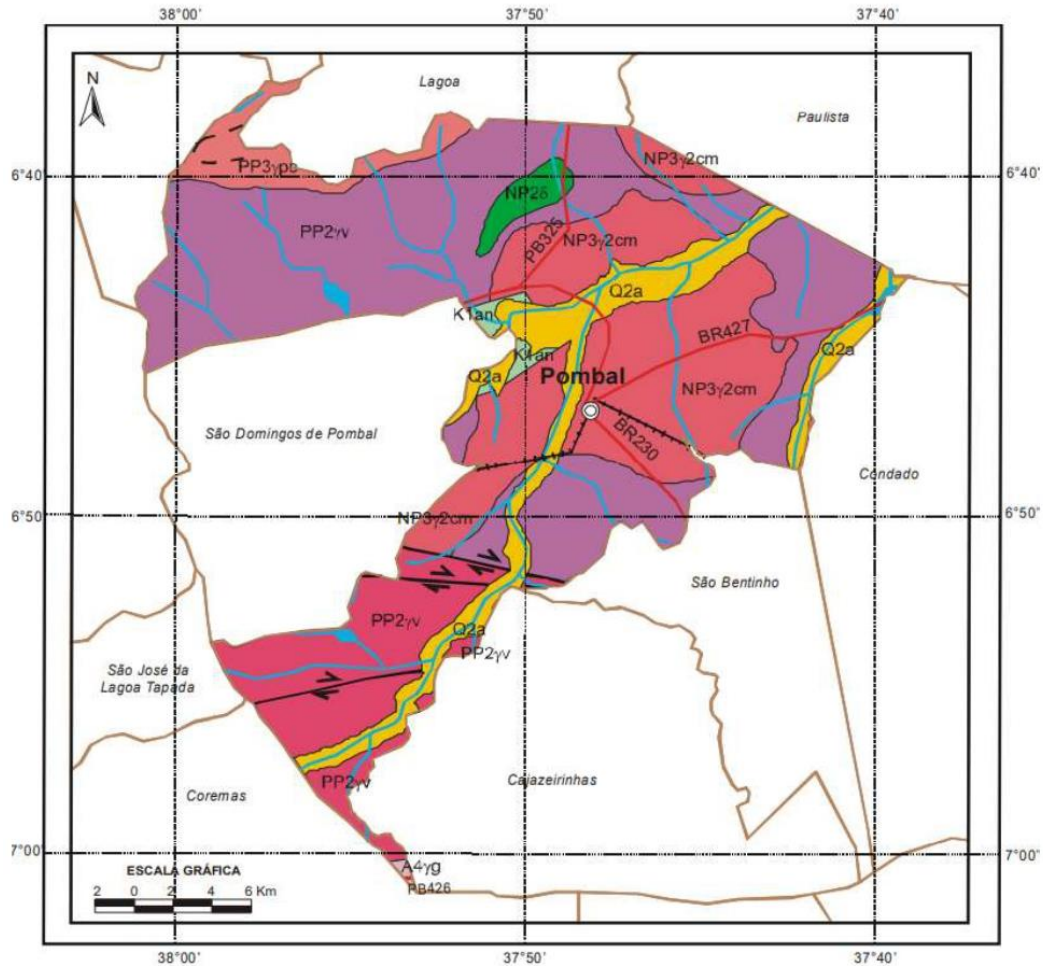 38°00'
37°50'
37°40'
N
Lagoa
Paulista
PP3γpo
NP3γ2cm
6°40'
6°40'
NP2δ
PP2γv
PB325
NP3γ2cm
Q2a
K1an
BR427
K1an
Q2a
Q2a
Pombal
NP3γ2cm
São Domingos de Pombal
BR230
Condado
6°50'
6°50'
NP3γ2cm
São Bentinho
PP2γv
Q2a
PP2γv
São José da
Lagoa Tapada
PP2γv
Coremas
Cajazeirinhas
7°00'
7°00'
A4γg
PB426
ESCALA GRÁFICA
2 0 2 4 6 Km
38°00'
37°50'
37°40'